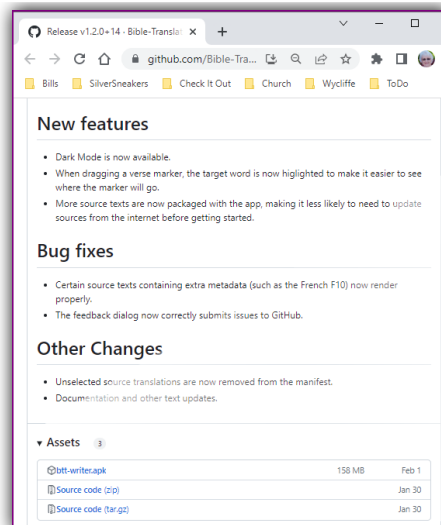 Release v1.2.0+14 · Bible-Transla
github.com/Bible-Tra...
Bills SilverSneakers Check It Out Church Wycliffe ToDo
New features
Dark Mode is now available.
When dragging a verse marker, the target word is now higlighted to make it easier to see
where the marker will go.
More source texts are now packaged with the app, making it less likely to need to update
sources from the internet before getting started.
Bug fixes
Certain source texts containing extra metadata (such as the French F10) now render
properly.
The feedback dialog now correctly submits issues to GitHub.
Other Changes
Unselected source translations are now removed from the manifest.
Documentation and other text updates.
Assets 3
btt-writer.apk 158 MB Feb 1
Source code (zip) Jan 30
Source code (tar.gz) Jan 30